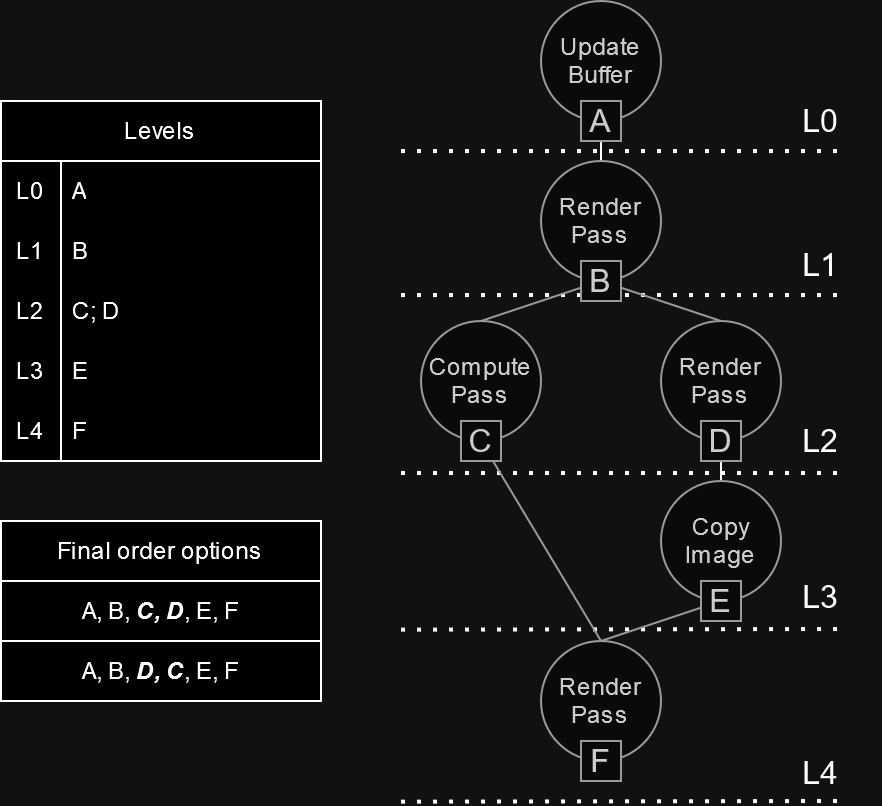 Levels
L0 A
L1 B
L2 C; D
L3 E
L4 F
Final order options
A, B, C, D, E, F
A, B, D, C, E, F
Update
Buffer
A
L0
Render
Pass
B
L1
Compute
Pass
C
Render
Pass
D
L2
Copy
Image
E
L3
Render
Pass
F
L4